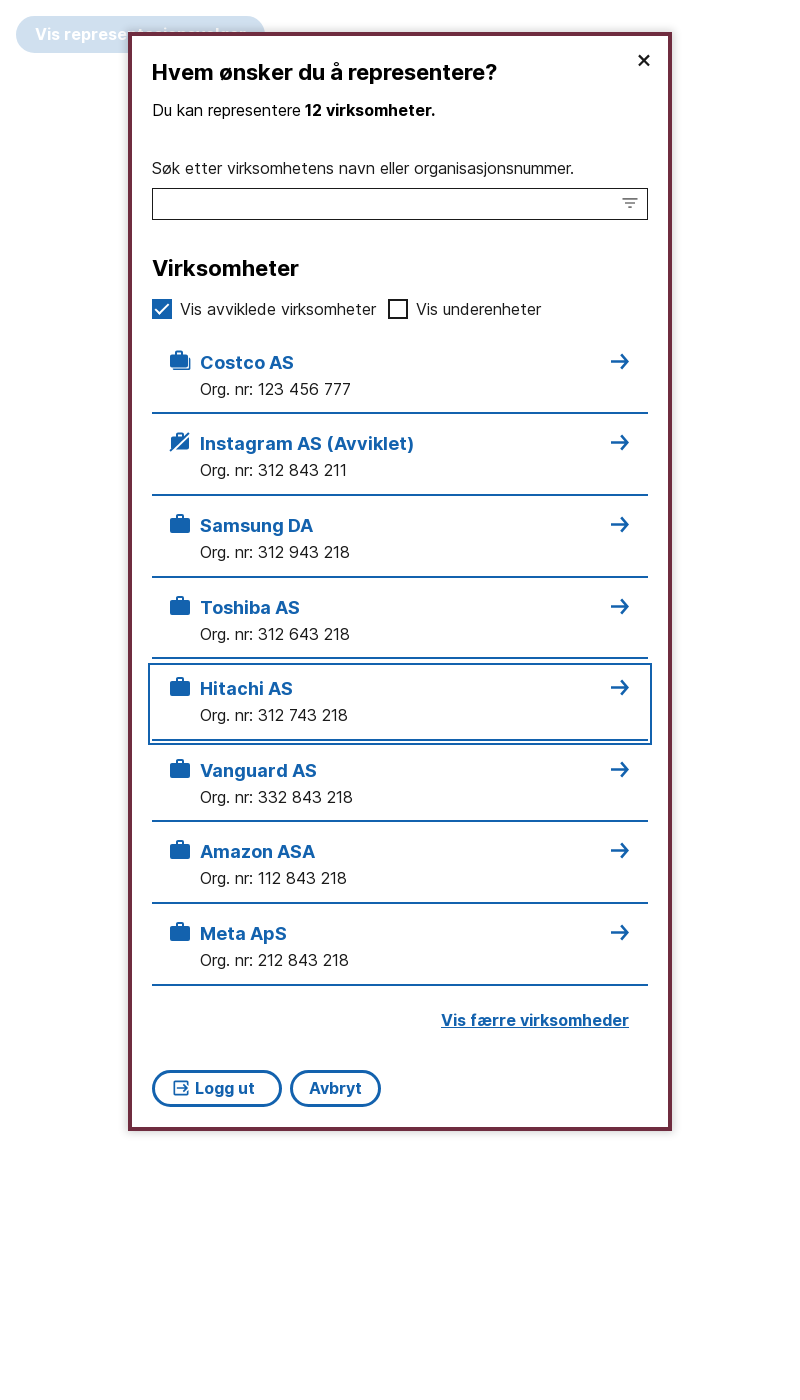 Vis
Hvem ønsker du å representere?
Du kan representere 12 virksomheter.
Søk etter virksomhetens navn eller organisasjonsnummer.
Virksomheter
Vis avviklede virksomheter Vis underenheter
Costco AS
Org. nr: 123 456 777
Instagram AS (Avviklet)
Org. nr: 312 843 211
Samsung DA
Org. nr: 312 943 218
Toshiba AS
Org. nr: 312 643 218
Hitachi AS
Org. nr: 312 743 218
Vanguard AS
Org. nr: 332 843 218
Amazon ASA
Org. nr: 112 843 218
Meta ApS
Org. nr: 212 843 218
Vis færre virksomheder
Logg ut Avbryt